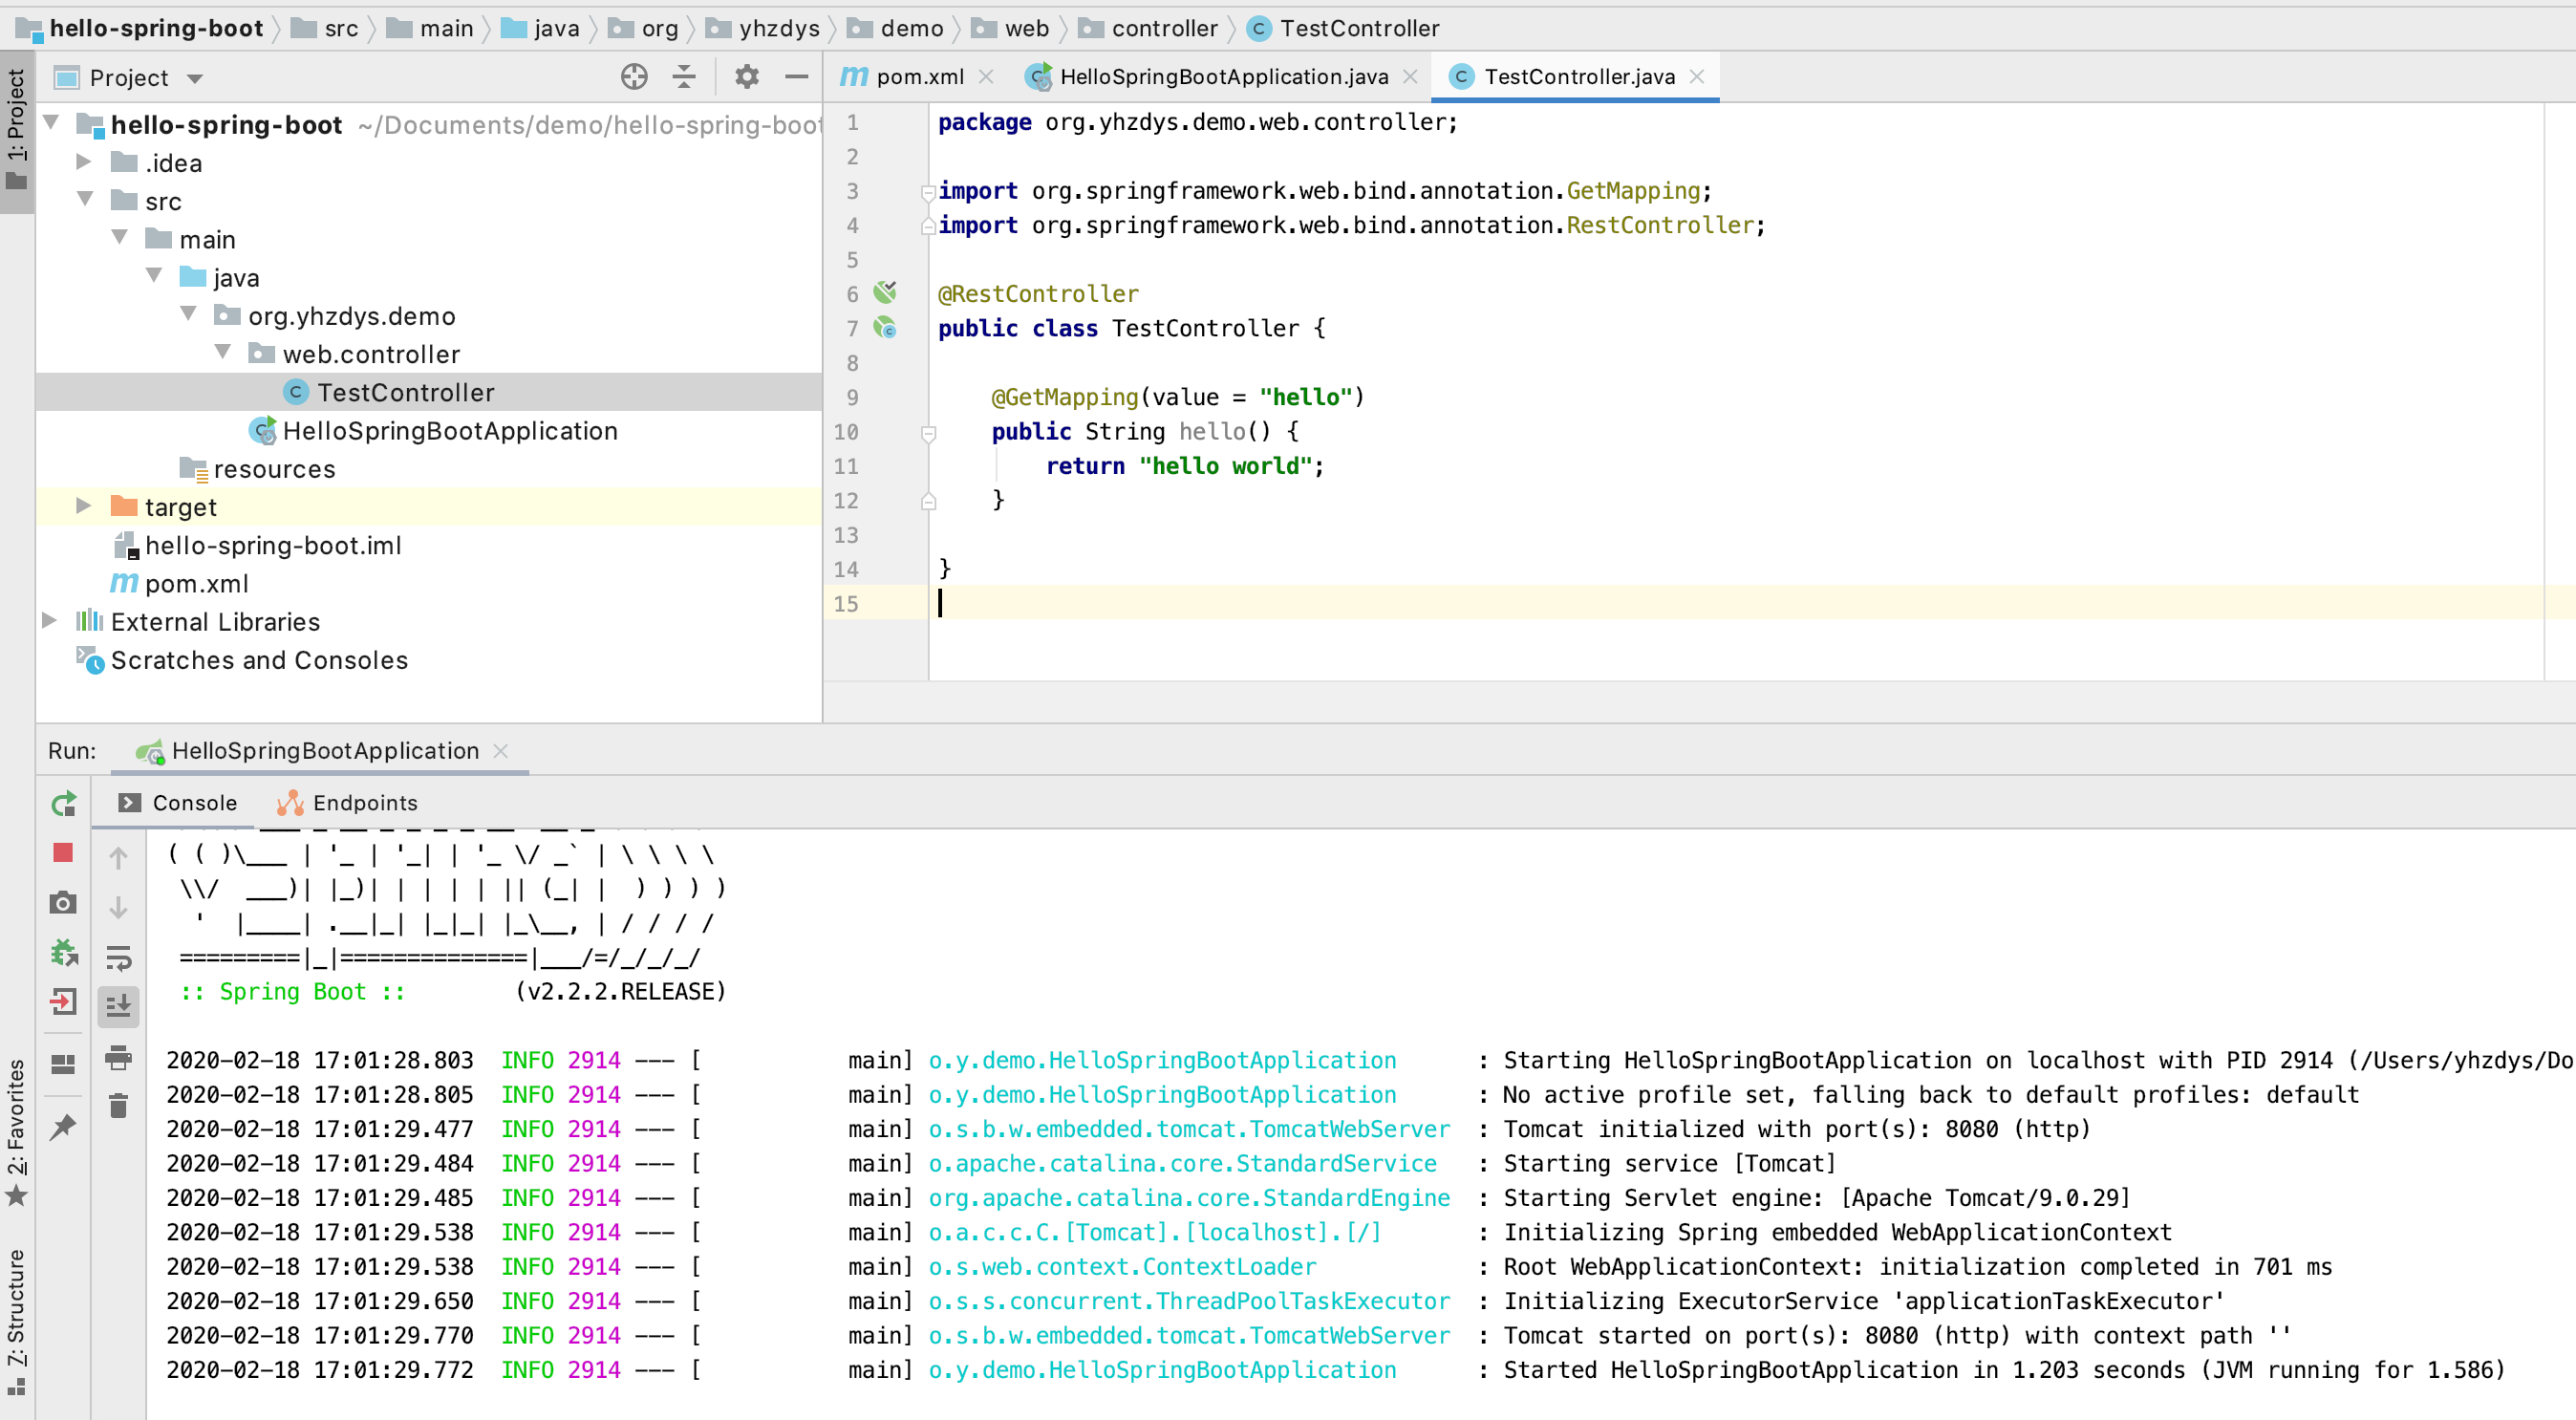 hello-spring-boot src main java org yhzdys demo web controller TestController
1: Project
Project
hello-spring-boot ~/Documents/demo/hello-spring-boot
.idea
src
main
java
org.yhzdys.demo
web.controller
TestController
HelloSpringBootApplication
resources
target
hello-spring-boot.iml
pom.xml
External Libraries
Scratches and Consoles
pom.xml HelloSpringBootApplication.java TestController.java
1 package org.yhzdys.demo.web.controller;
2
3 import org.springframework.web.bind.annotation.GetMapping;
4 import org.springframework.web.bind.annotation.RestController;
5
6 @RestController
7 public class TestController {
8
9     @GetMapping(value = "hello")
10     public String hello() {
11         return "hello world";
12     }
13
14 }
15
Run: HelloSpringBootApplication
Console Endpoints
( ( )\___ | '_ | '_| | '_ \/ _` | \ \ \ \
 \\/  ___)| |_)| | | | | || (_| |  ) ) ) )
  '  |____| .__|_| |_|_| |_\__, | / / / /
 =========|_|==============|___/=/_/_/_/
 :: Spring Boot ::        (v2.2.2.RELEASE)
2020-02-18 17:01:28.803  INFO 2914 --- [           main] o.y.demo.HelloSpringBootApplication      : Starting HelloSpringBootApplication on localhost with PID 2914 (/Users/yhzdys/Do
2020-02-18 17:01:28.805  INFO 2914 --- [           main] o.y.demo.HelloSpringBootApplication      : No active profile set, falling back to default profiles: default
2020-02-18 17:01:29.477  INFO 2914 --- [           main] o.s.b.w.embedded.tomcat.TomcatWebServer  : Tomcat initialized with port(s): 8080 (http)
2020-02-18 17:01:29.484  INFO 2914 --- [           main] o.apache.catalina.core.StandardService   : Starting service [Tomcat]
2020-02-18 17:01:29.485  INFO 2914 --- [           main] org.apache.catalina.core.StandardEngine  : Starting Servlet engine: [Apache Tomcat/9.0.29]
2020-02-18 17:01:29.538  INFO 2914 --- [           main] o.a.c.c.C.[Tomcat].[localhost].[/]       : Initializing Spring embedded WebApplicationContext
2020-02-18 17:01:29.538  INFO 2914 --- [           main] o.s.web.context.ContextLoader            : Root WebApplicationContext: initialization completed in 701 ms
2020-02-18 17:01:29.650  INFO 2914 --- [           main] o.s.s.concurrent.ThreadPoolTaskExecutor  : Initializing ExecutorService 'applicationTaskExecutor'
2020-02-18 17:01:29.770  INFO 2914 --- [           main] o.s.b.w.embedded.tomcat.TomcatWebServer  : Tomcat started on port(s): 8080 (http) with context path ''
2020-02-18 17:01:29.772  INFO 2914 --- [           main] o.y.demo.HelloSpringBootApplication      : Started HelloSpringBootApplication in 1.203 seconds (JVM running for 1.586)
2: Favorites
7: Structure